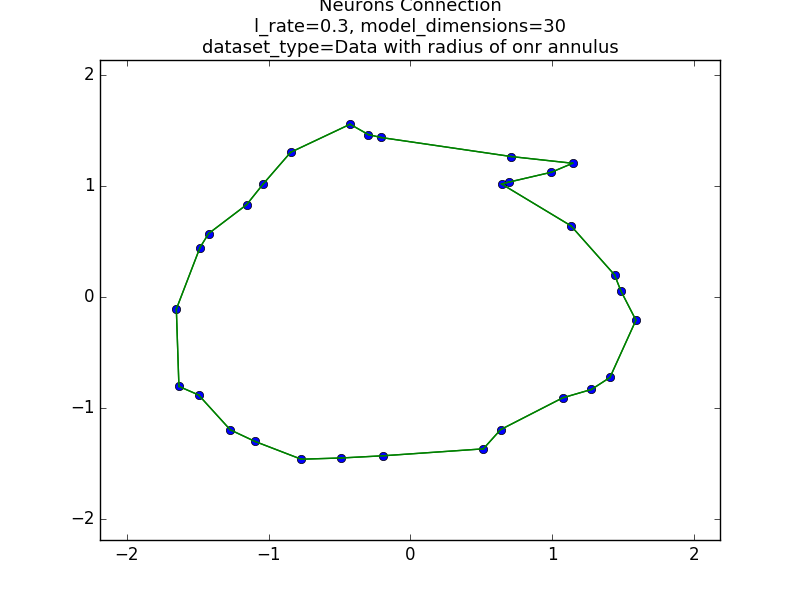 Neurons Connection
l_rate=0.3, model_dimensions=30
dataset_type=Data with radius of onr annulus
2
1
0
−1
−2
−2 −1 0 1 2